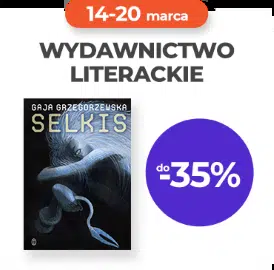 14-20 marca
WYDAWNICTWO
LITERACKIE
GAJA GRZEGORZEWSKA
SELKIS
do -35%